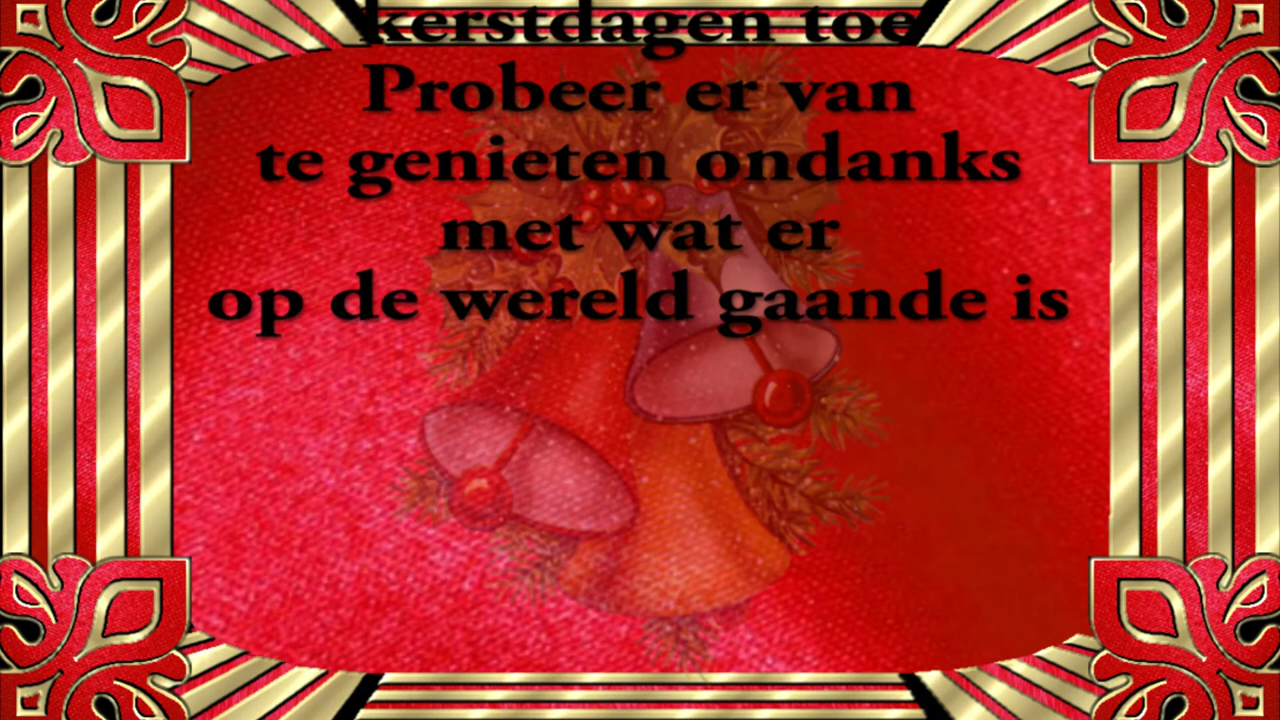 kerstdagen toe
Probeer er van
te genieten ondanks
met wat er
op de wereld gaande is